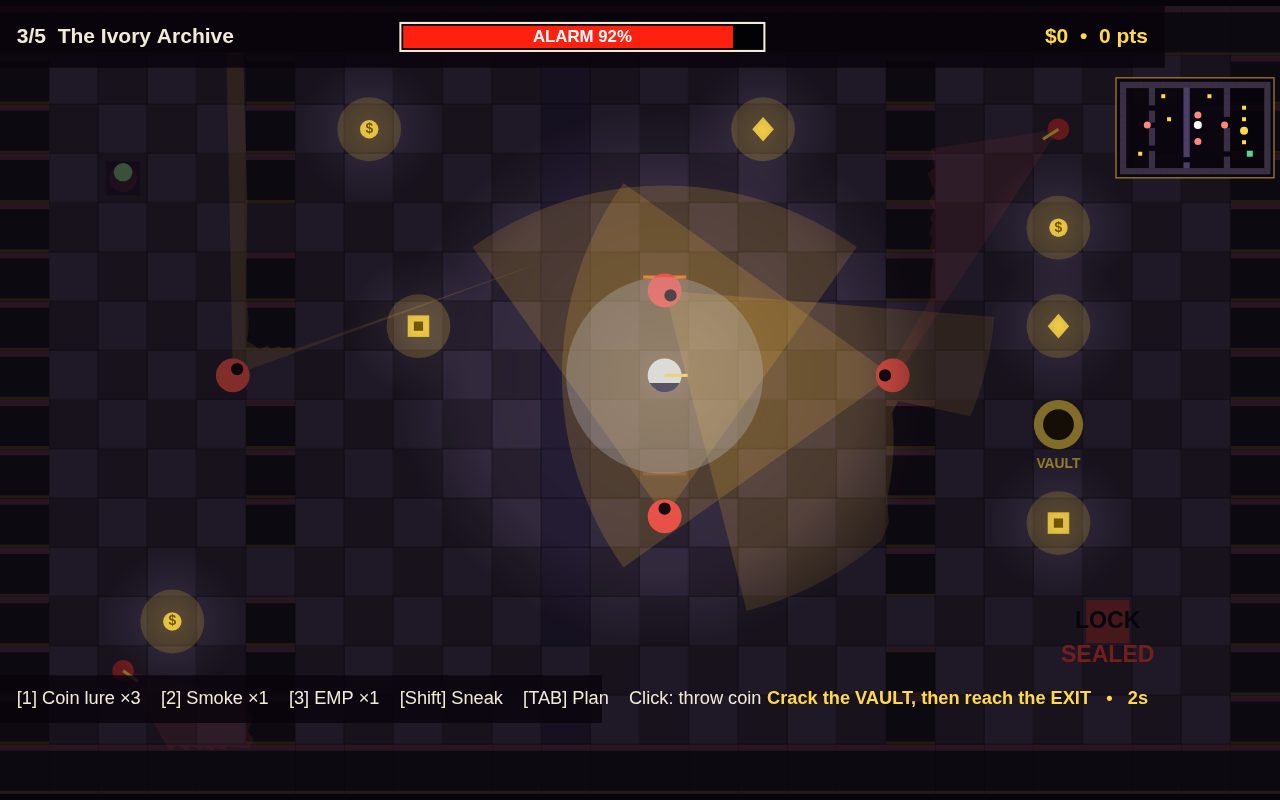 3/5 The Ivory Archive
ALARM 92%
$0 • 0 pts
$
$
$
VAULT
LOCK
SEALED
[1] Coin lure ×3 [2] Smoke ×1 [3] EMP ×1 [Shift] Sneak [TAB] Plan Click: throw coin Crack the VAULT, then reach the EXIT • 2s